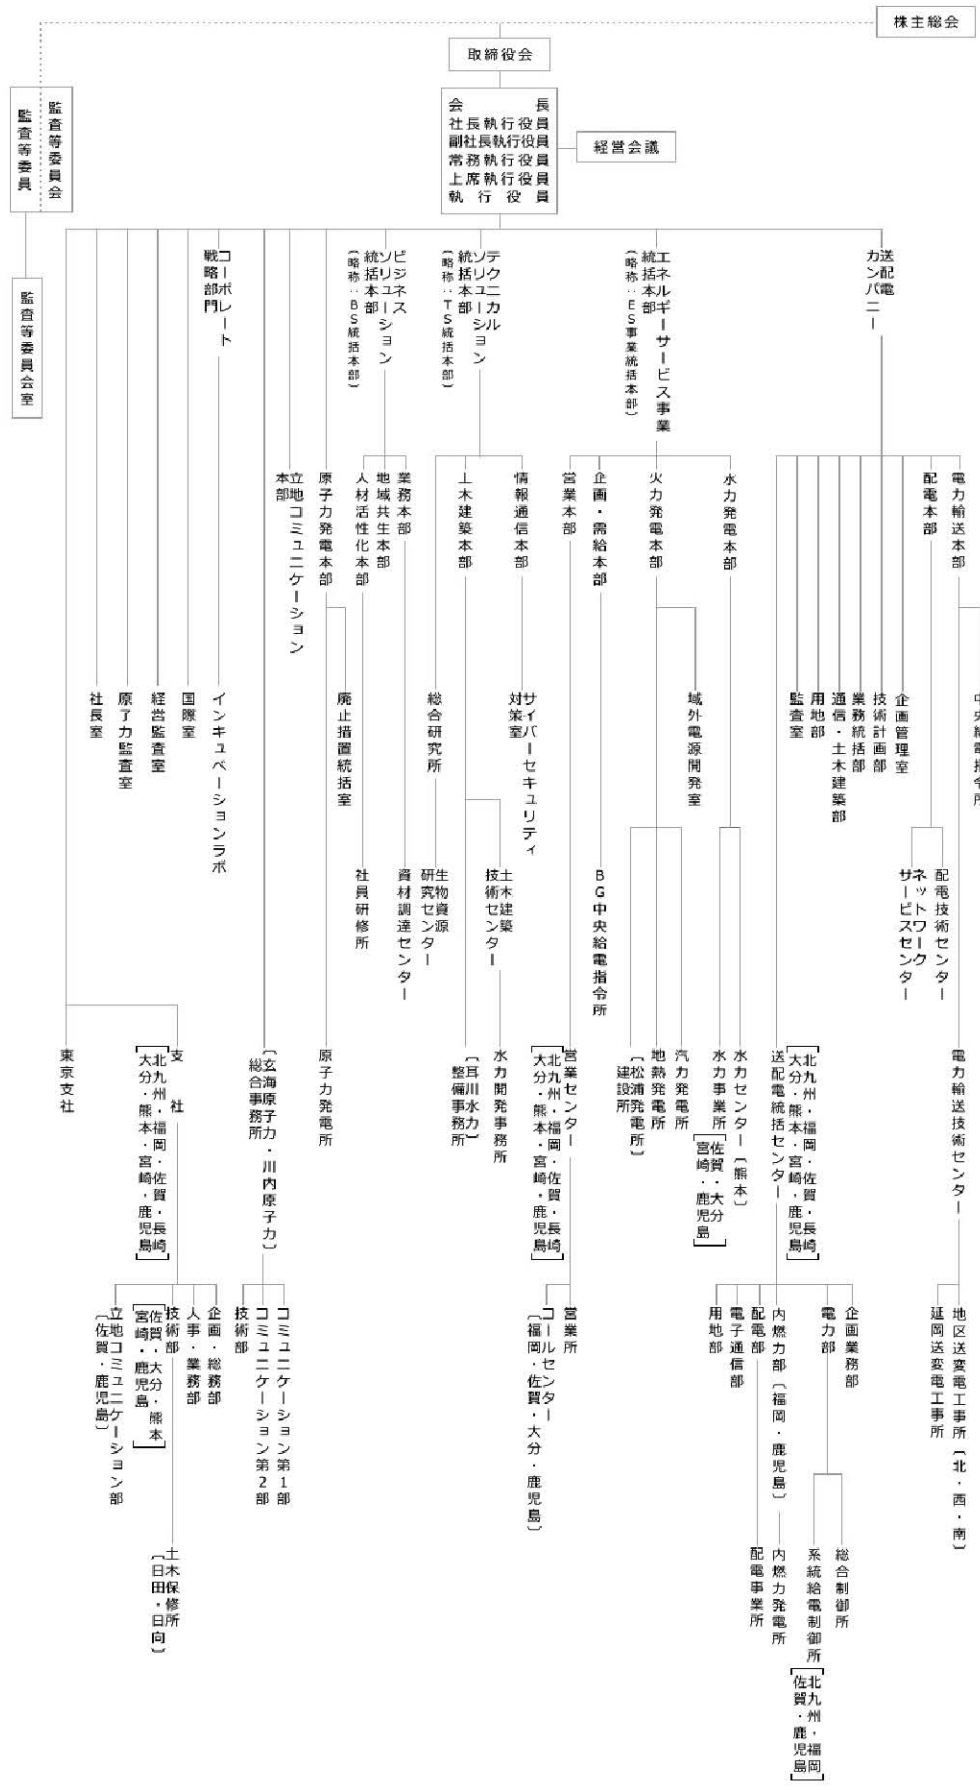 株主総会
取締役会
会長
社長執行役員
副社長執行役員
常務執行役員
上席執行役員
執行役員
経営会議
監査等委員会
監査等委員
監査等委員会室
送配電
カンパニー
エネルギーサービス事業
統括本部
(略称:ES事業統括本部)
テクニカル
ソリューション
統括本部
(略称:TS統括本部)
ビジネス
ソリューション
統括本部
(略称:BS統括本部)
コーポレート
戦略部門
電力輸送本部
配電本部
水力発電本部
火力発電本部
企画・需給本部
営業本部
情報通信本部
土木建築本部
業務本部
地域共生本部
人材活性化本部
原子力発電本部
立地コミュニケーション
本部
中央給電指令所
企画管理室
技術計画部
業務統括部
通信・土木建築部
用地部
監査室
域外電源開発室
サイバーセキュリティ
対策室
総合研究所
廃止措置統括室
インキュベーションラボ
国際室
経営監査室
原子力監査室
社長室
配電技術センター
ネットワーク
サービスセンター
BG中央給電指令所
土木建築
技術センター
生物資源
研究センター
資材調達センター
社員研修所
電力輸送技術センター
[北九州・福岡・佐賀・長崎
大分・熊本・宮崎・鹿児島]
送配電統括センター
水力センター〔熊本〕
水力事業所
[佐賀・大分
宮崎・鹿児島]
汽力発電所
地熱発電所
〔松浦発電所〕
建設所
営業センター
[北九州・福岡・佐賀・長崎
大分・熊本・宮崎・鹿児島]
水力開発事務所
〔耳川水力〕
整備事務所
原子力発電所
〔玄海原子力・川内原子力〕
総合事務所
支社
[北九州・福岡・佐賀・長崎
大分・熊本・宮崎・鹿児島]
東京支社
地区送変電工事所〔北・西・南〕
延岡送変電工事所
企画業務部
電力部
内燃力部〔福岡・鹿児島〕
配電部
電子通信部
用地部
営業所
コールセンター
〔福岡・佐賀・大分・鹿児島〕
コミュニケーション第1部
コミュニケーション第2部
技術部
企画・総務部
人事・業務部
技術部
[佐賀・大分・熊本
宮崎・鹿児島]
立地コミュニケーション部
〔佐賀・鹿児島〕
総合制御所
系統給電制御所
[北九州・福岡
佐賀・鹿児島]
内燃力発電所
配電事業所
土木保修所
〔日田・日向〕